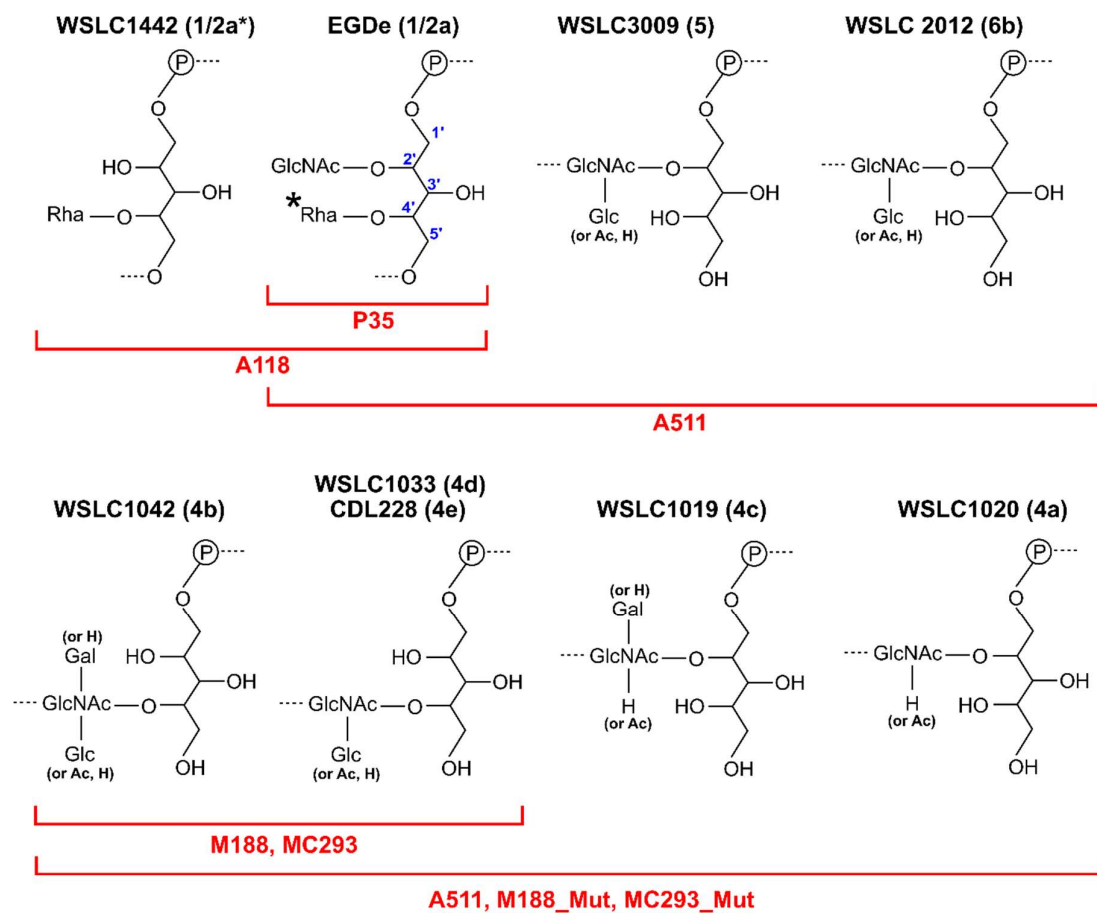 WSLC1442 (1/2a*) EGDe (1/2a) WSLC3009 (5) WSLC 2012 (6b)
P P P P
O O O O
1'
HO GlcNAc O 2' GlcNAc O GlcNAc O
OH 3' OH OH OH
* Rha O 4' Glc HO Glc HO
Rha O (or Ac, H) (or Ac, H)
5'
O O OH OH
P35
A118
A511
WSLC1033 (4d)
WSLC1042 (4b) CDL228 (4e) WSLC1019 (4c) WSLC1020 (4a)
P P P P
(or H)
O O Gal O O
(or H)
Gal HO HO GlcNAc O GlcNAc O
OH OH H OH H OH
GlcNAc O GlcNAc O (or Ac) HO (or Ac) HO
Glc Glc
(or Ac, H) OH (or Ac, H) OH OH OH
M188, MC293
A511, M188_Mut, MC293_Mut